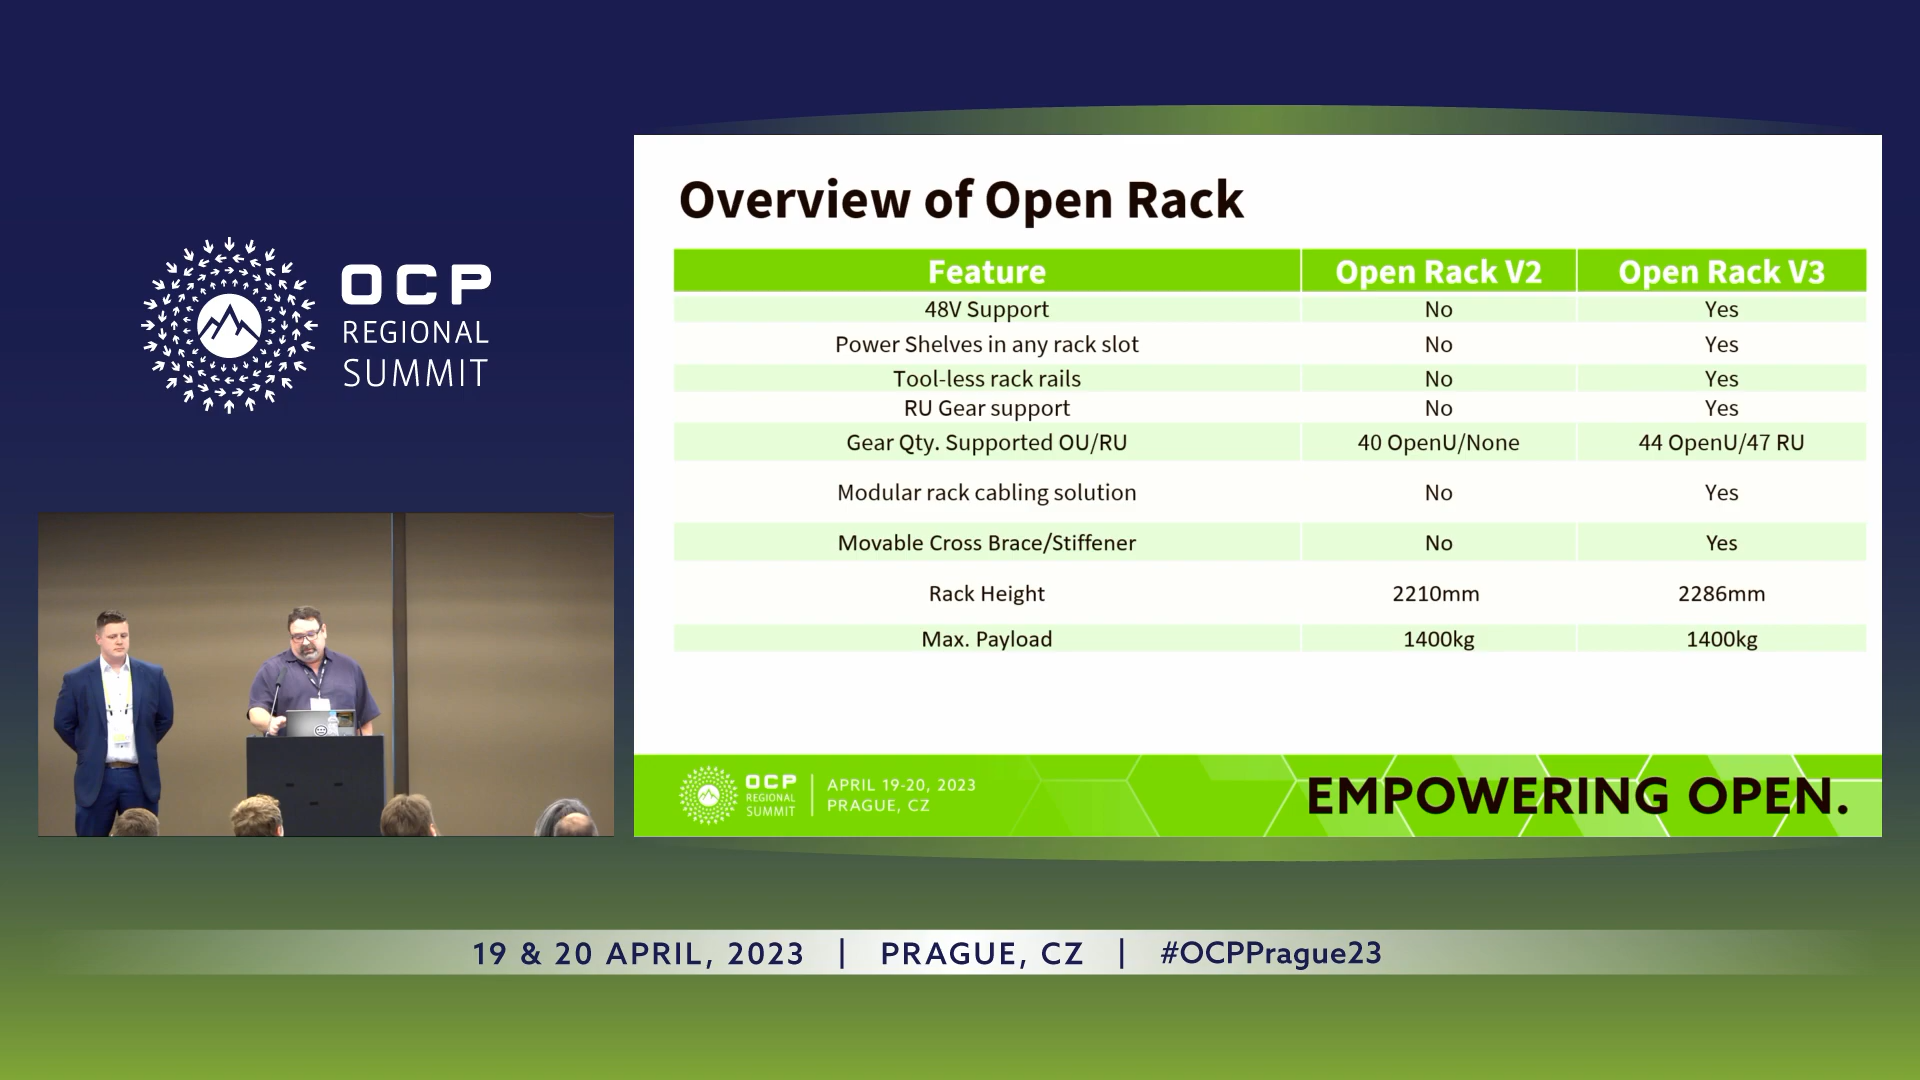 OCP
REGIONAL
SUMMIT
Overview of Open Rack
Feature Open Rack V2 Open Rack V3
48V Support No Yes
Power Shelves in any rack slot No Yes
Tool-less rack rails No Yes
RU Gear support No Yes
Gear Qty. Supported OU/RU 40 OpenU/None 44 OpenU/47 RU
Modular rack cabling solution No Yes
Movable Cross Brace/Stiffener No Yes
Rack Height 2210mm 2286mm
Max. Payload 1400kg 1400kg
OCP
REGIONAL
SUMMIT
APRIL 19-20, 2023
PRAGUE, CZ
EMPOWERING OPEN.
19 & 20 APRIL, 2023 | PRAGUE, CZ | #OCPPrague23